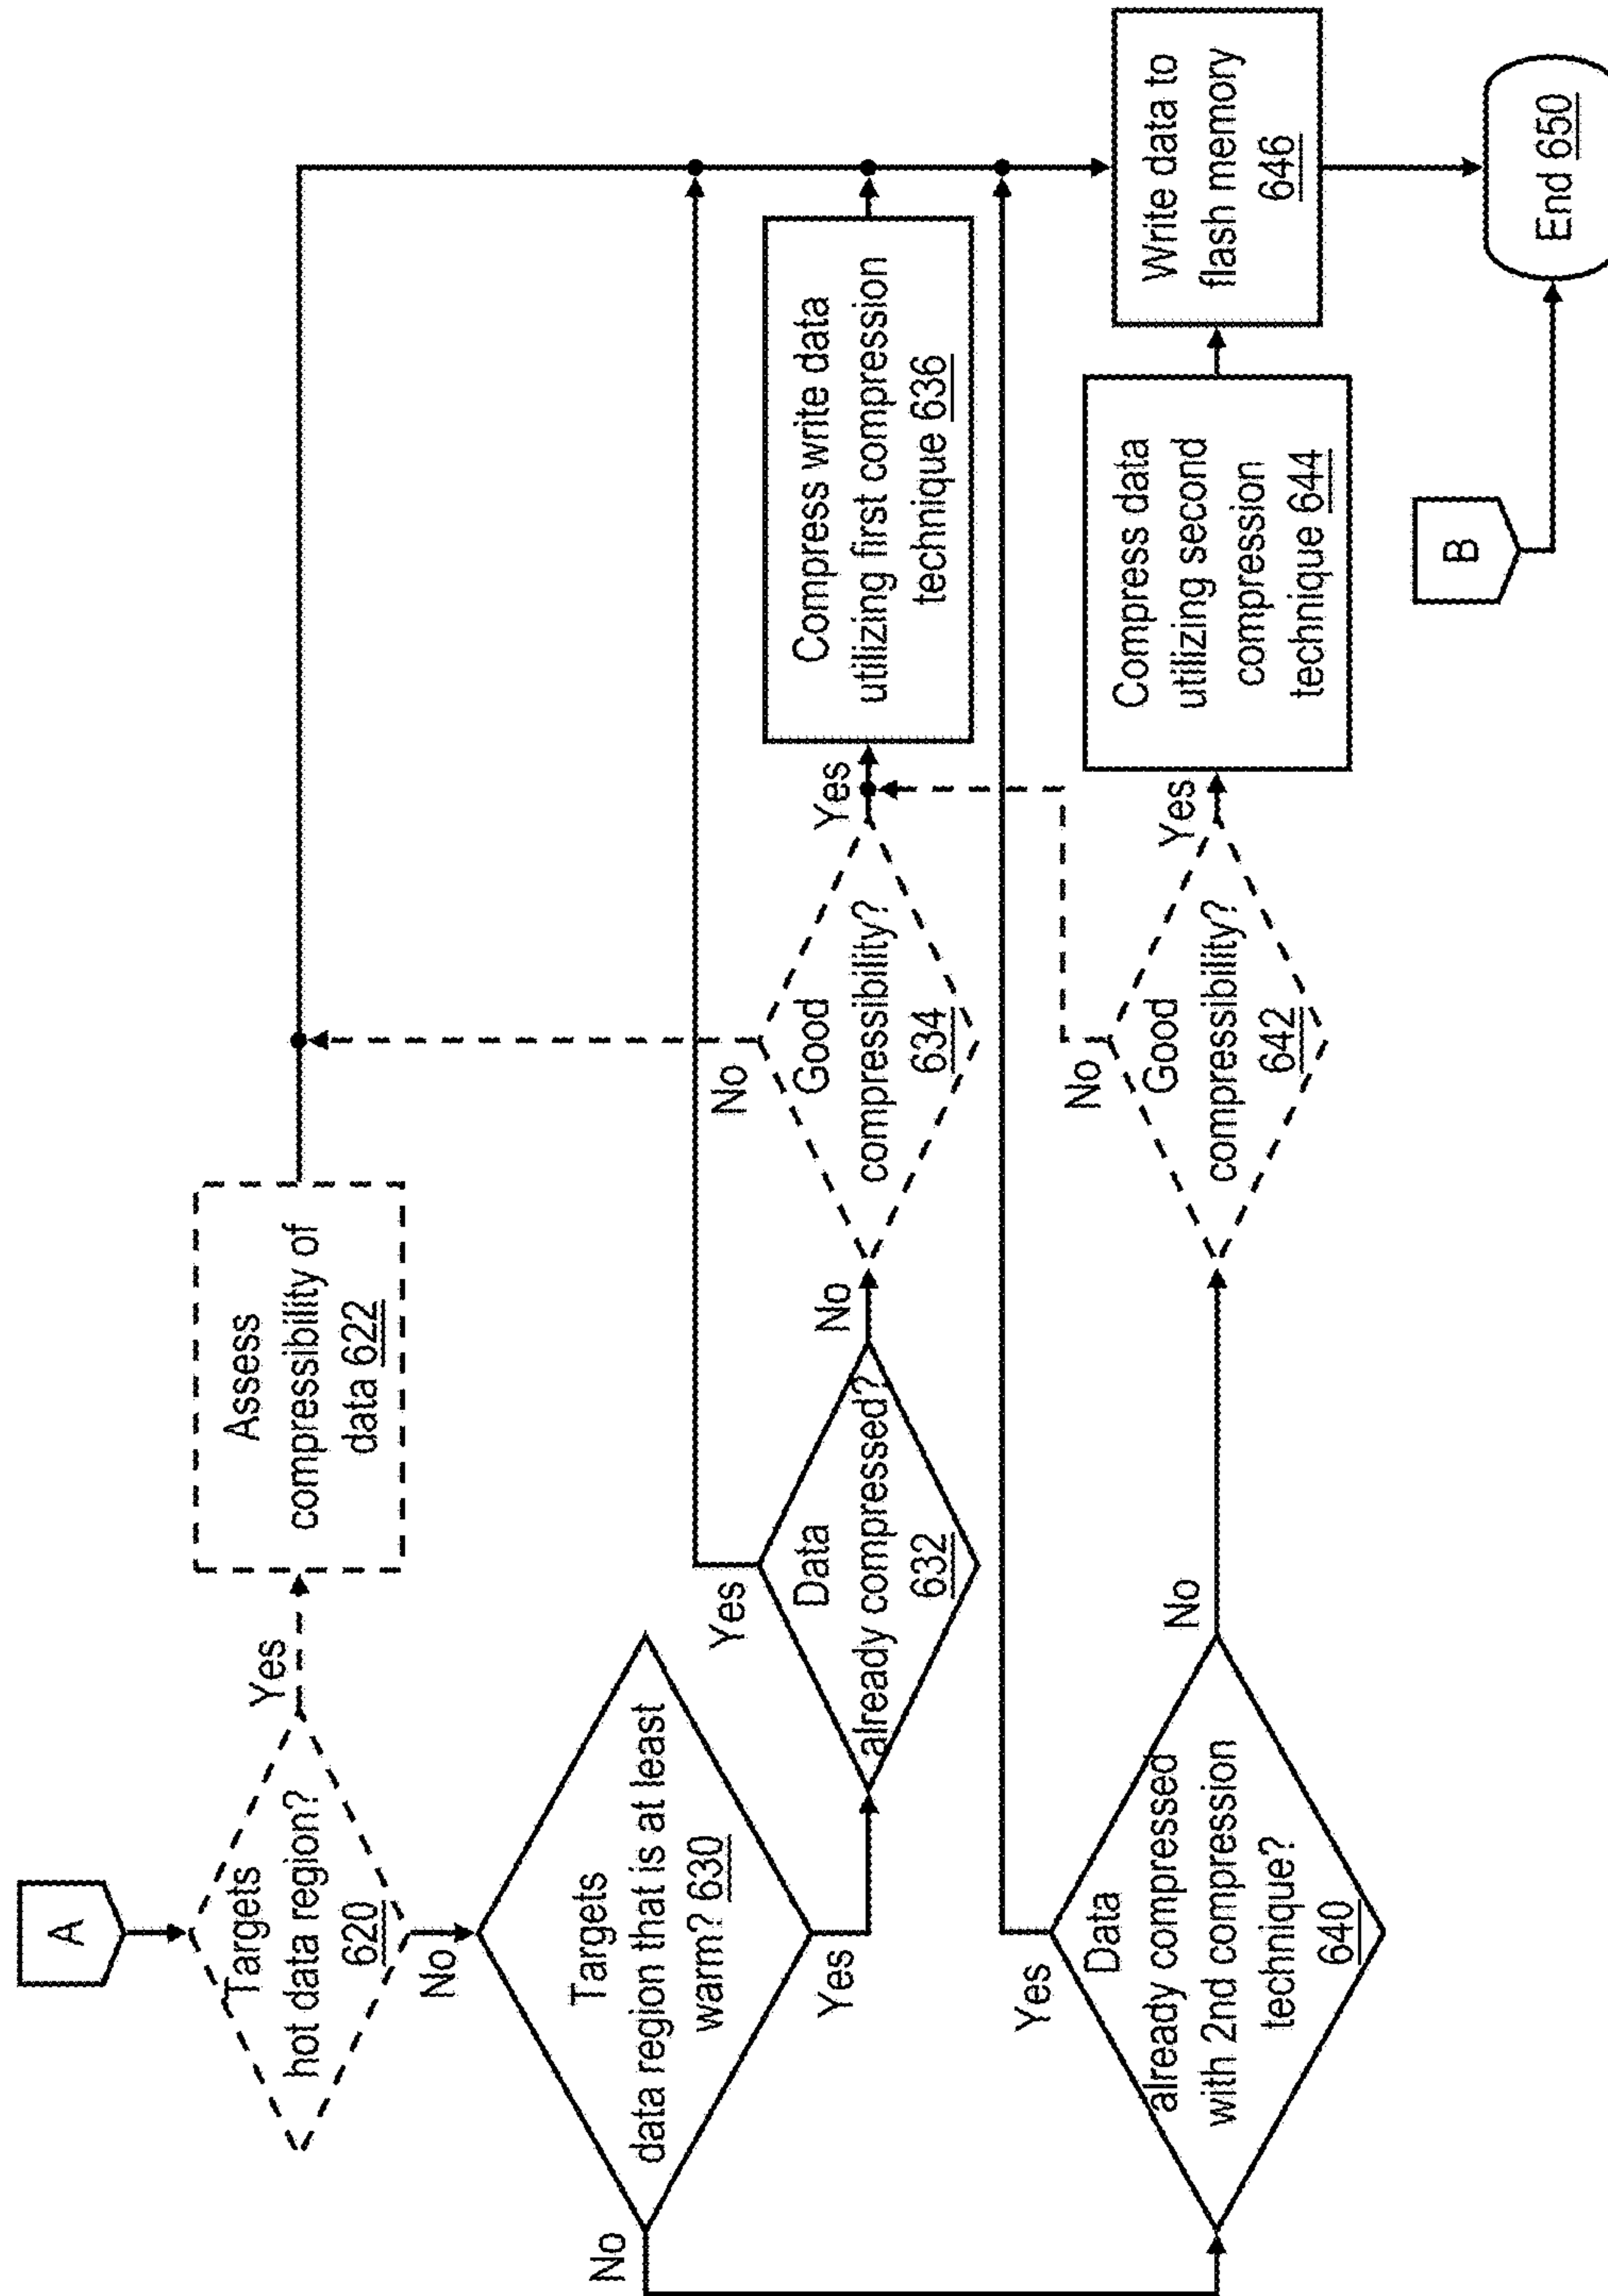 A
Targets
hot data region?
620
Yes
No
Assess
compressibility of
data 622
Targets
data region that is at least
warm? 630
No
Yes
Data
already compressed?
632
Yes
No
Good
compressibility?
634
No
Yes
Compress write data
utilizing first compression
technique 636
Data
already compressed
with 2nd compression
technique?
640
Yes
No
Good
compressibility?
642
No
Yes
Compress data
utilizing second
compression
technique 644
Write data to
flash memory
646
B
End 650